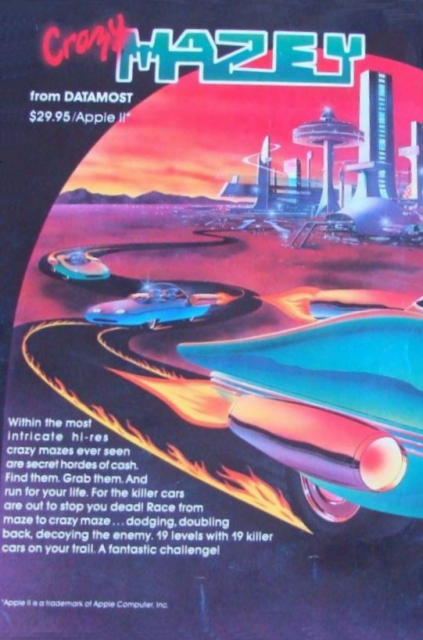 Crazy MAZEY
from DATAMOST
$29.95/Apple II*
Within the most
intricate hi-res
crazy mazes ever seen
are secret hordes of cash.
Find them. Grab them. And
run for your life. For the killer cars
are out to stop you dead! Race from
maze to crazy maze...dodging, doubling
back, decoying the enemy. 19 levels with 19 killer
cars on your trail. A fantastic challenge!
*Apple II is a trademark of Apple Computer, Inc.